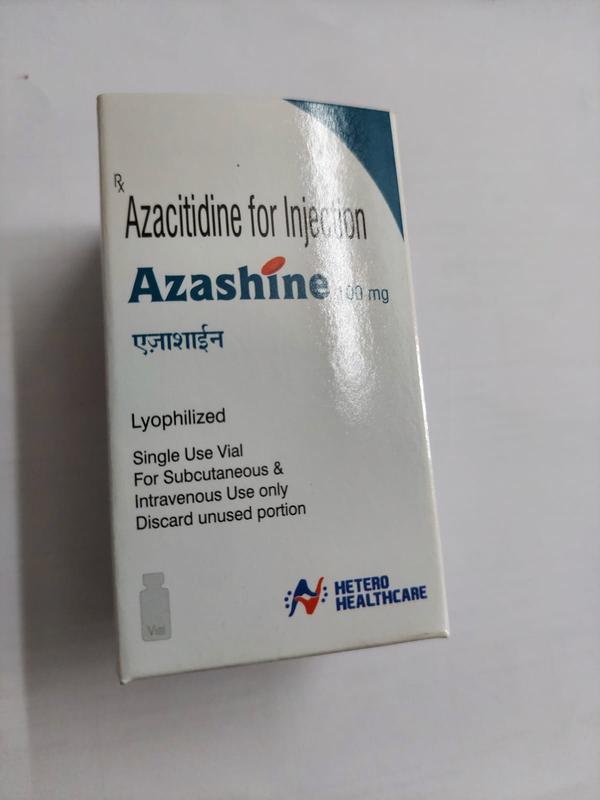 Rx
Azacitidine for Injection
Azashine 100 mg
एज़ाशाईन
Lyophilized
Single Use Vial
For Subcutaneous &
Intravenous Use only
Discard unused portion
Vial
HETERO
HEALTHCARE